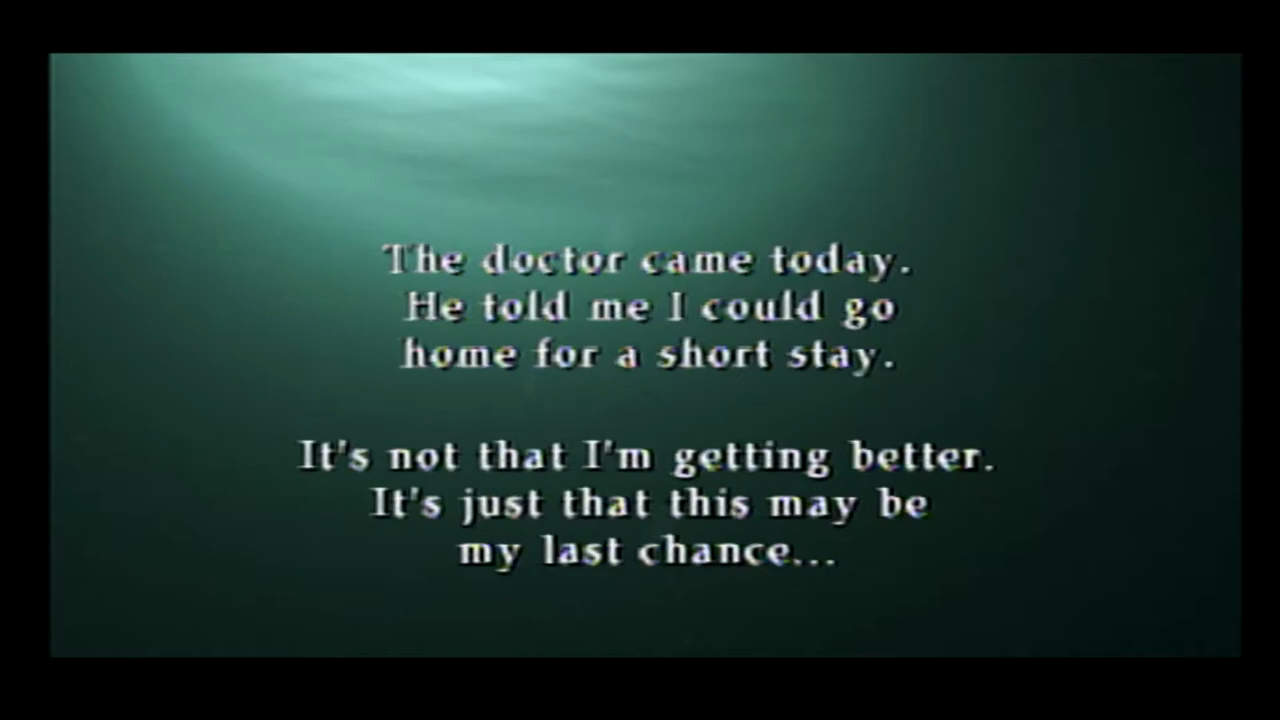 The doctor came today.
He told me I could go
home for a short stay.
It's not that I'm getting better.
It's just that this may be
my last chance...